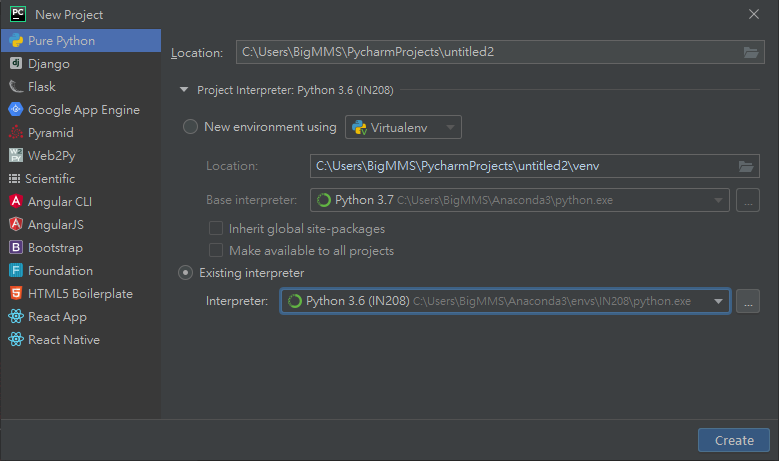 PC New Project
Pure Python
Django
Flask
Google App Engine
Pyramid
Web2Py
Scientific
Angular CLI
AngularJS
Bootstrap
Foundation
HTML5 Boilerplate
React App
React Native
Location: C:\Users\BigMMS\PycharmProjects\untitled2
Project Interpreter: Python 3.6 (IN208)
New environment using Virtualenv
Location: C:\Users\BigMMS\PycharmProjects\untitled2\venv
Base interpreter: Python 3.7 C:\Users\BigMMS\Anaconda3\python.exe ...
Inherit global site-packages
Make available to all projects
Existing interpreter
Interpreter: Python 3.6 (IN208) C:\Users\BigMMS\Anaconda3\envs\IN208\python.exe ...
Create